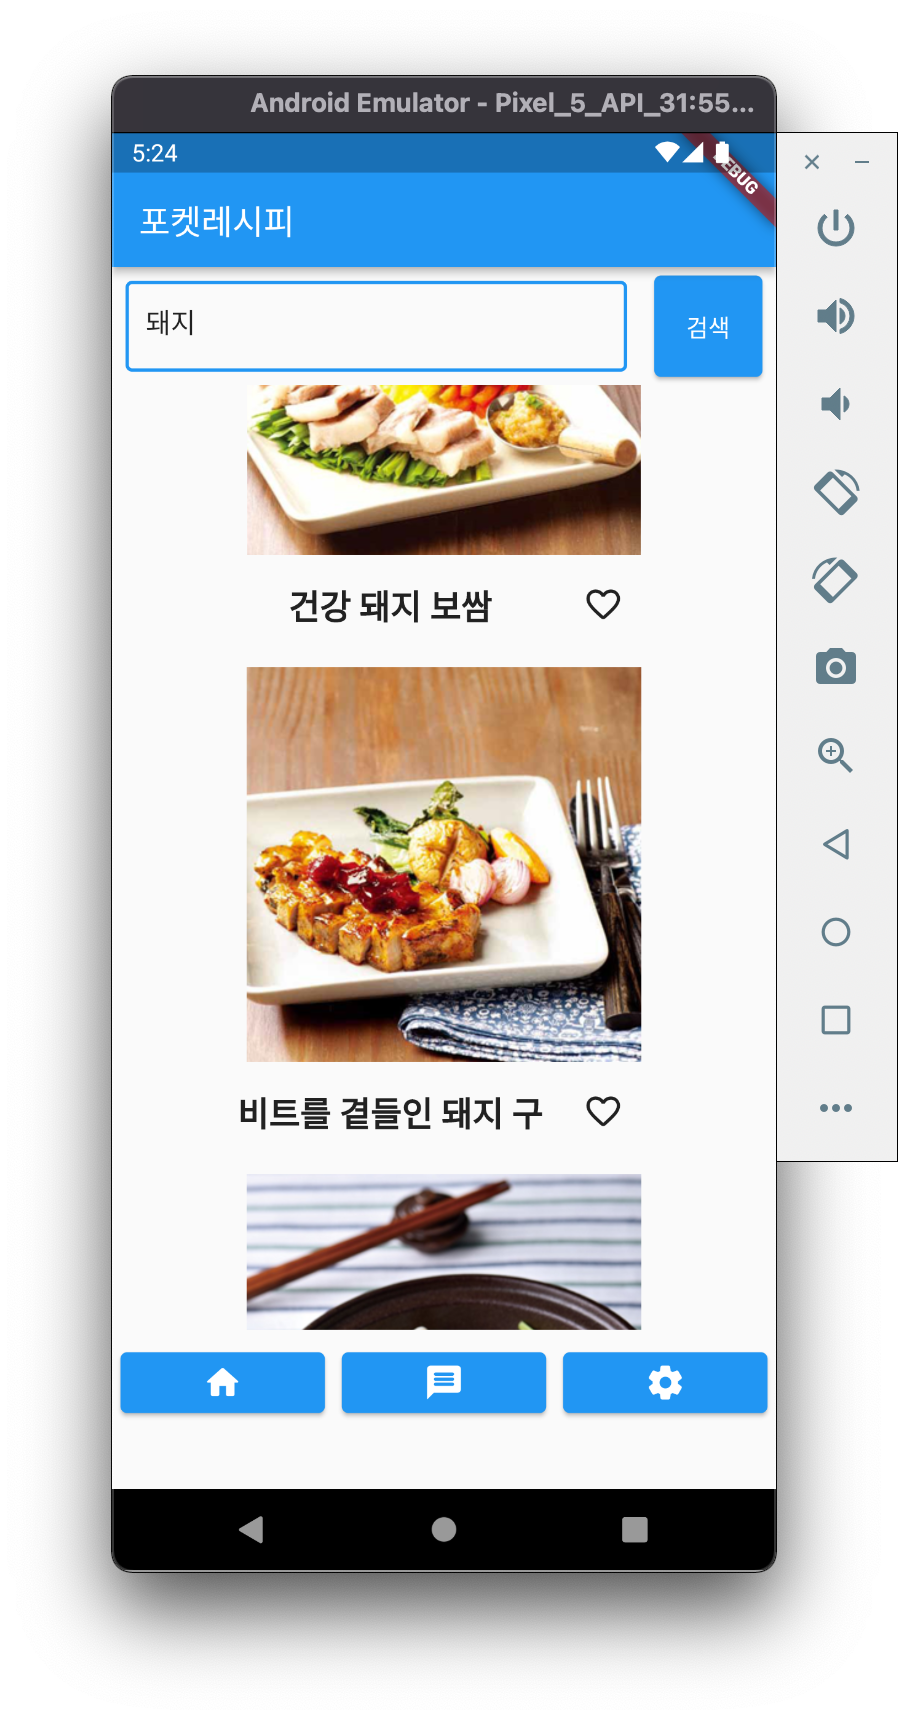 Android Emulator - Pixel_5_API_31:55...
5:24
DEBUG
포켓레시피
돼지
검색
건강 돼지 보쌈
비트를 곁들인 돼지 구